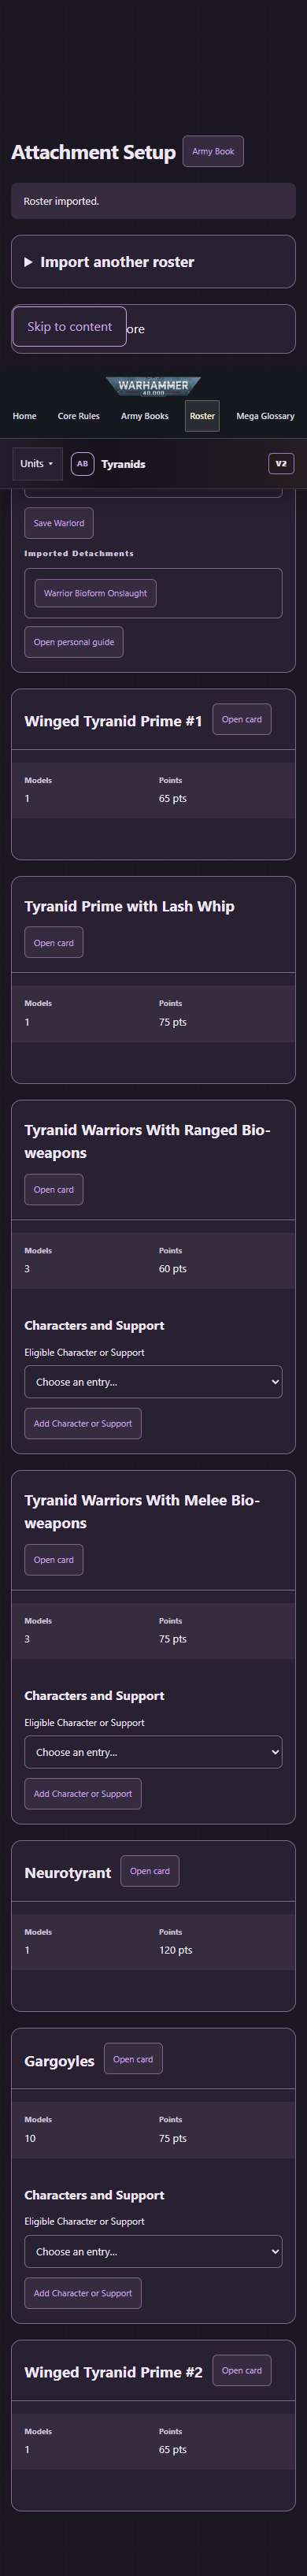 Attachment Setup
Army Book
Roster imported.
▶ Import another roster
Skip to content
ore
WARHAMMER
40,000
Home Core Rules Army Books Roster Mega Glossary
Units
AB
Tyranids
V2
Save Warlord
Imported Detachments
Warrior Bioform Onslaught
Open personal guide
Winged Tyranid Prime #1
Open card
Models Points
1 65 pts
Tyranid Prime with Lash Whip
Open card
Models Points
1 75 pts
Tyranid Warriors With Ranged Bio-
weapons
Open card
Models Points
3 60 pts
Characters and Support
Eligible Character or Support
Choose an entry...
Add Character or Support
Tyranid Warriors With Melee Bio-
weapons
Open card
Models Points
3 75 pts
Characters and Support
Eligible Character or Support
Choose an entry...
Add Character or Support
Neurotyrant
Open card
Models Points
1 120 pts
Gargoyles
Open card
Models Points
10 75 pts
Characters and Support
Eligible Character or Support
Choose an entry...
Add Character or Support
Winged Tyranid Prime #2
Open card
Models Points
1 65 pts